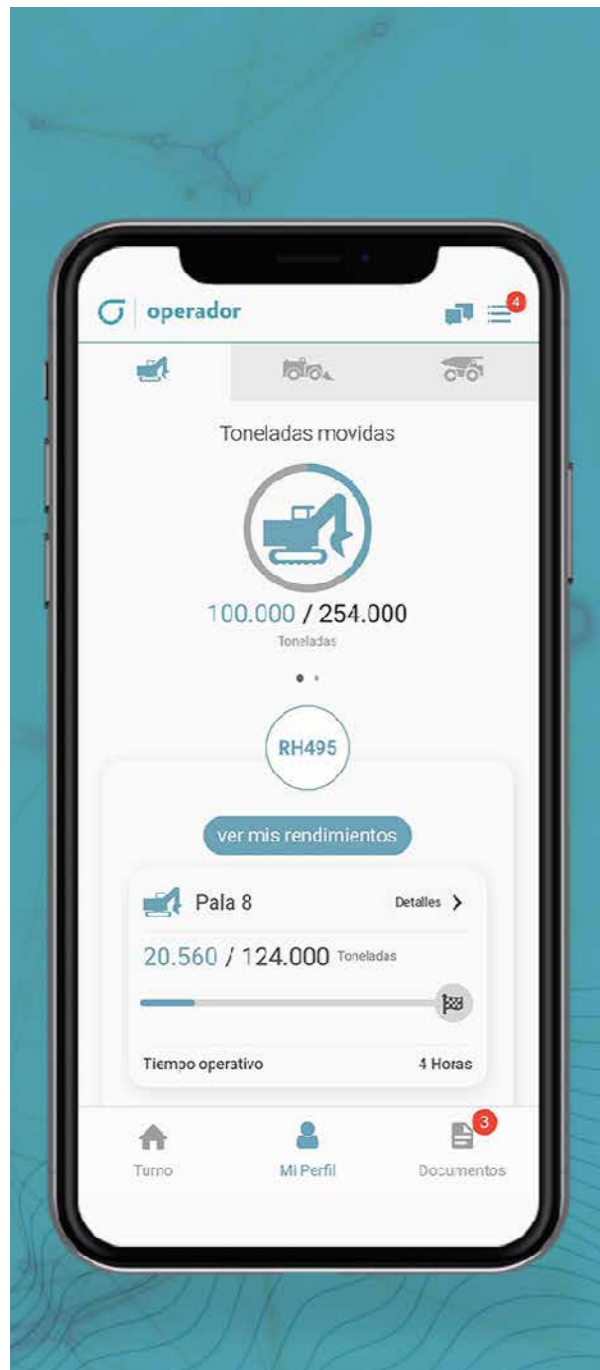 operador
4
Toneladas movidas
100.000 / 254.000
Toneladas
RH495
ver mis rendimientos
Pala 8
Detalles
20.560 / 124.000 Toneladas
Tiempo operativo
4 Horas
3
Turno
Mi Perfil
Documentos